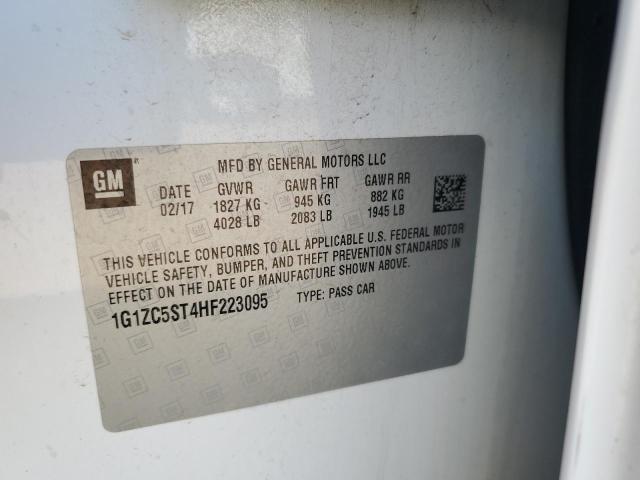 GM
MFD BY GENERAL MOTORS LLC
DATE GVWR GAWR FRT GAWR RR
02/17 1827 KG 945 KG 882 KG
4028 LB 2083 LB 1945 LB
THIS VEHICLE CONFORMS TO ALL APPLICABLE U.S. FEDERAL MOTOR
VEHICLE SAFETY, BUMPER, AND THEFT PREVENTION STANDARDS IN
EFFECT ON THE DATE OF MANUFACTURE SHOWN ABOVE.
1G1ZC5ST4HF223095 TYPE: PASS CAR